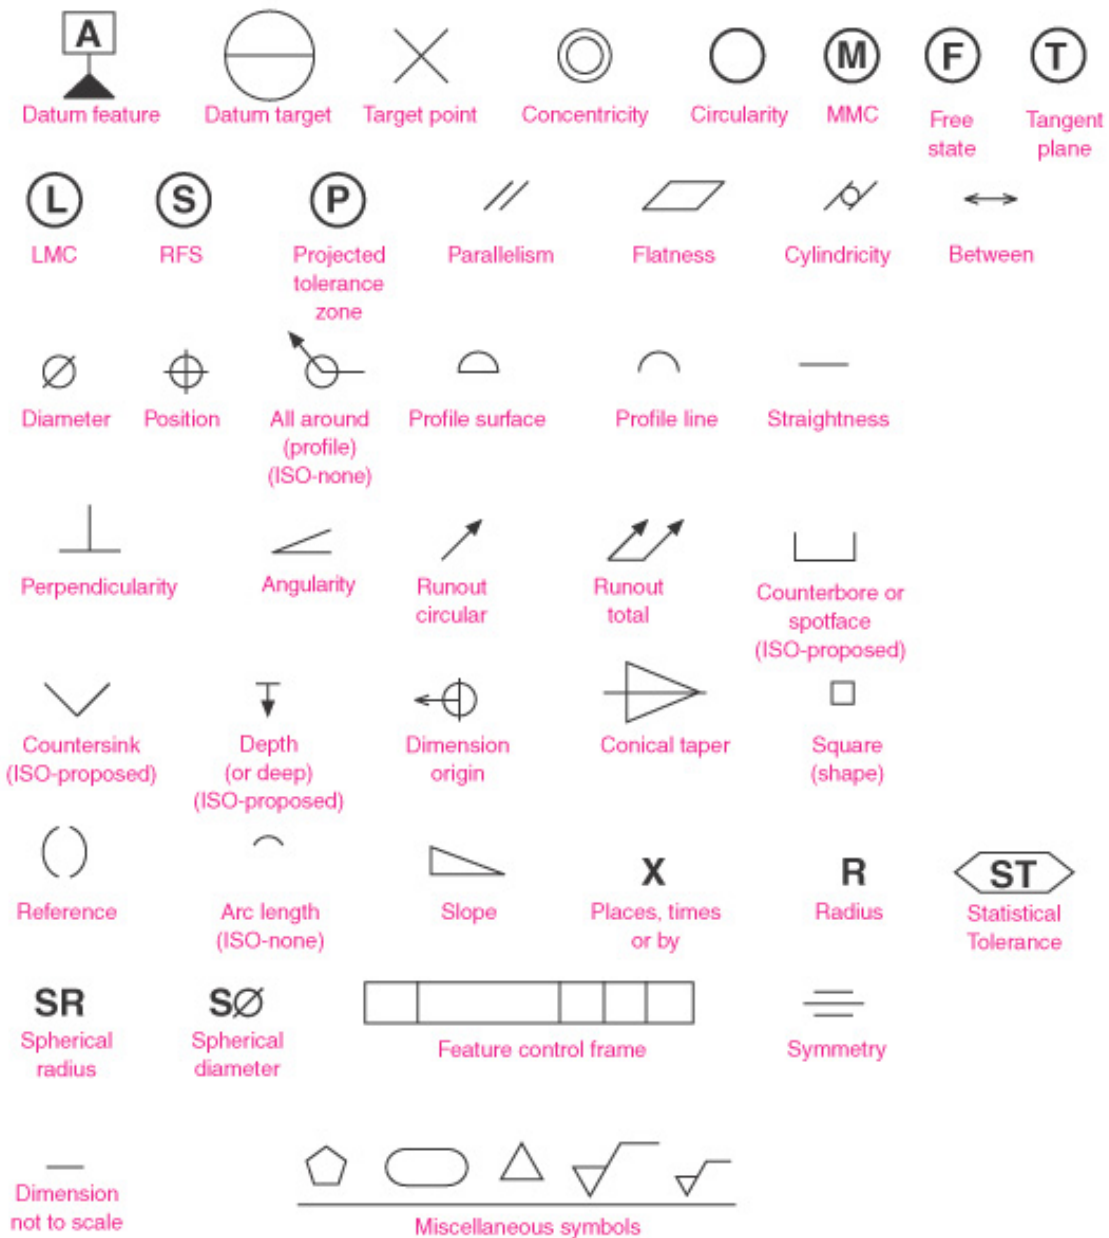 A
Datum feature
Datum target
Target point
Concentricity
Circularity
M
MMC
F
Free
state
T
Tangent
plane
L
LMC
S
RFS
P
Projected
tolerance
zone
Parallelism
Flatness
Cylindricity
Between
Diameter
Position
All around
(profile)
(ISO-none)
Profile surface
Profile line
Straightness
Perpendicularity
Angularity
Runout
circular
Runout
total
Counterbore or
spotface
(ISO-proposed)
Countersink
(ISO-proposed)
Depth
(or deep)
(ISO-proposed)
Dimension
origin
Conical taper
Square
(shape)
( )
Reference
Arc length
(ISO-none)
Slope
X
Places, times
or by
R
Radius
ST
Statistical
Tolerance
SR
Spherical
radius
S∅
Spherical
diameter
Feature control frame
Symmetry
Dimension
not to scale
Miscellaneous symbols